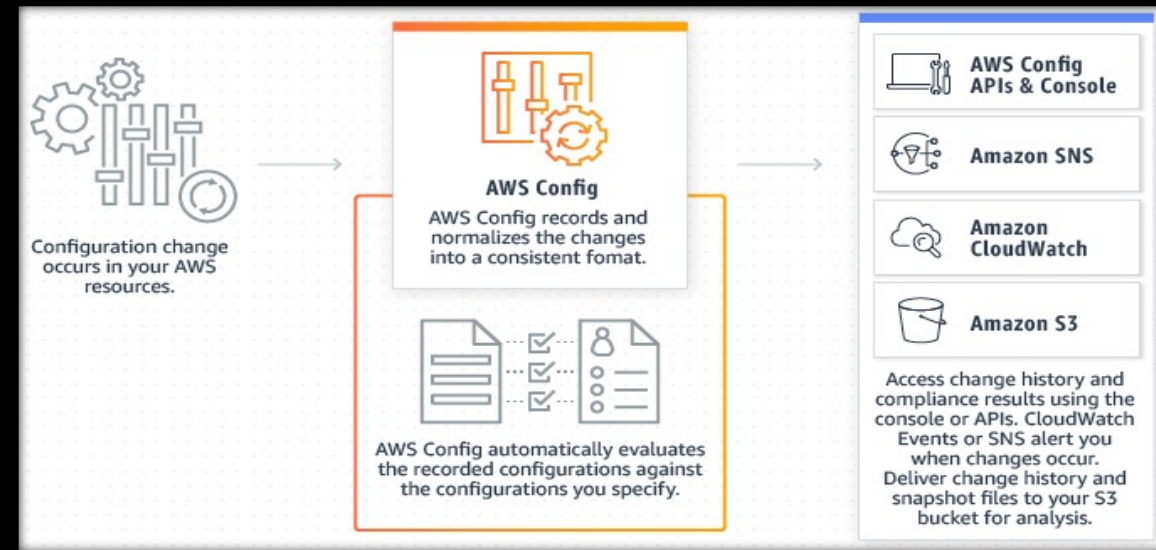 Configuration change
occurs in your AWS
resources.
AWS Config
AWS Config records and
normalizes the changes
into a consistent fomat.
AWS Config automatically evaluates
the recorded configurations against
the configurations you specify.
AWS Config
APIs & Console
Amazon SNS
Amazon
CloudWatch
Amazon S3
Access change history and
compliance results using the
console or APIs. CloudWatch
Events or SNS alert you
when changes occur.
Deliver change history and
snapshot files to your S3
bucket for analysis.